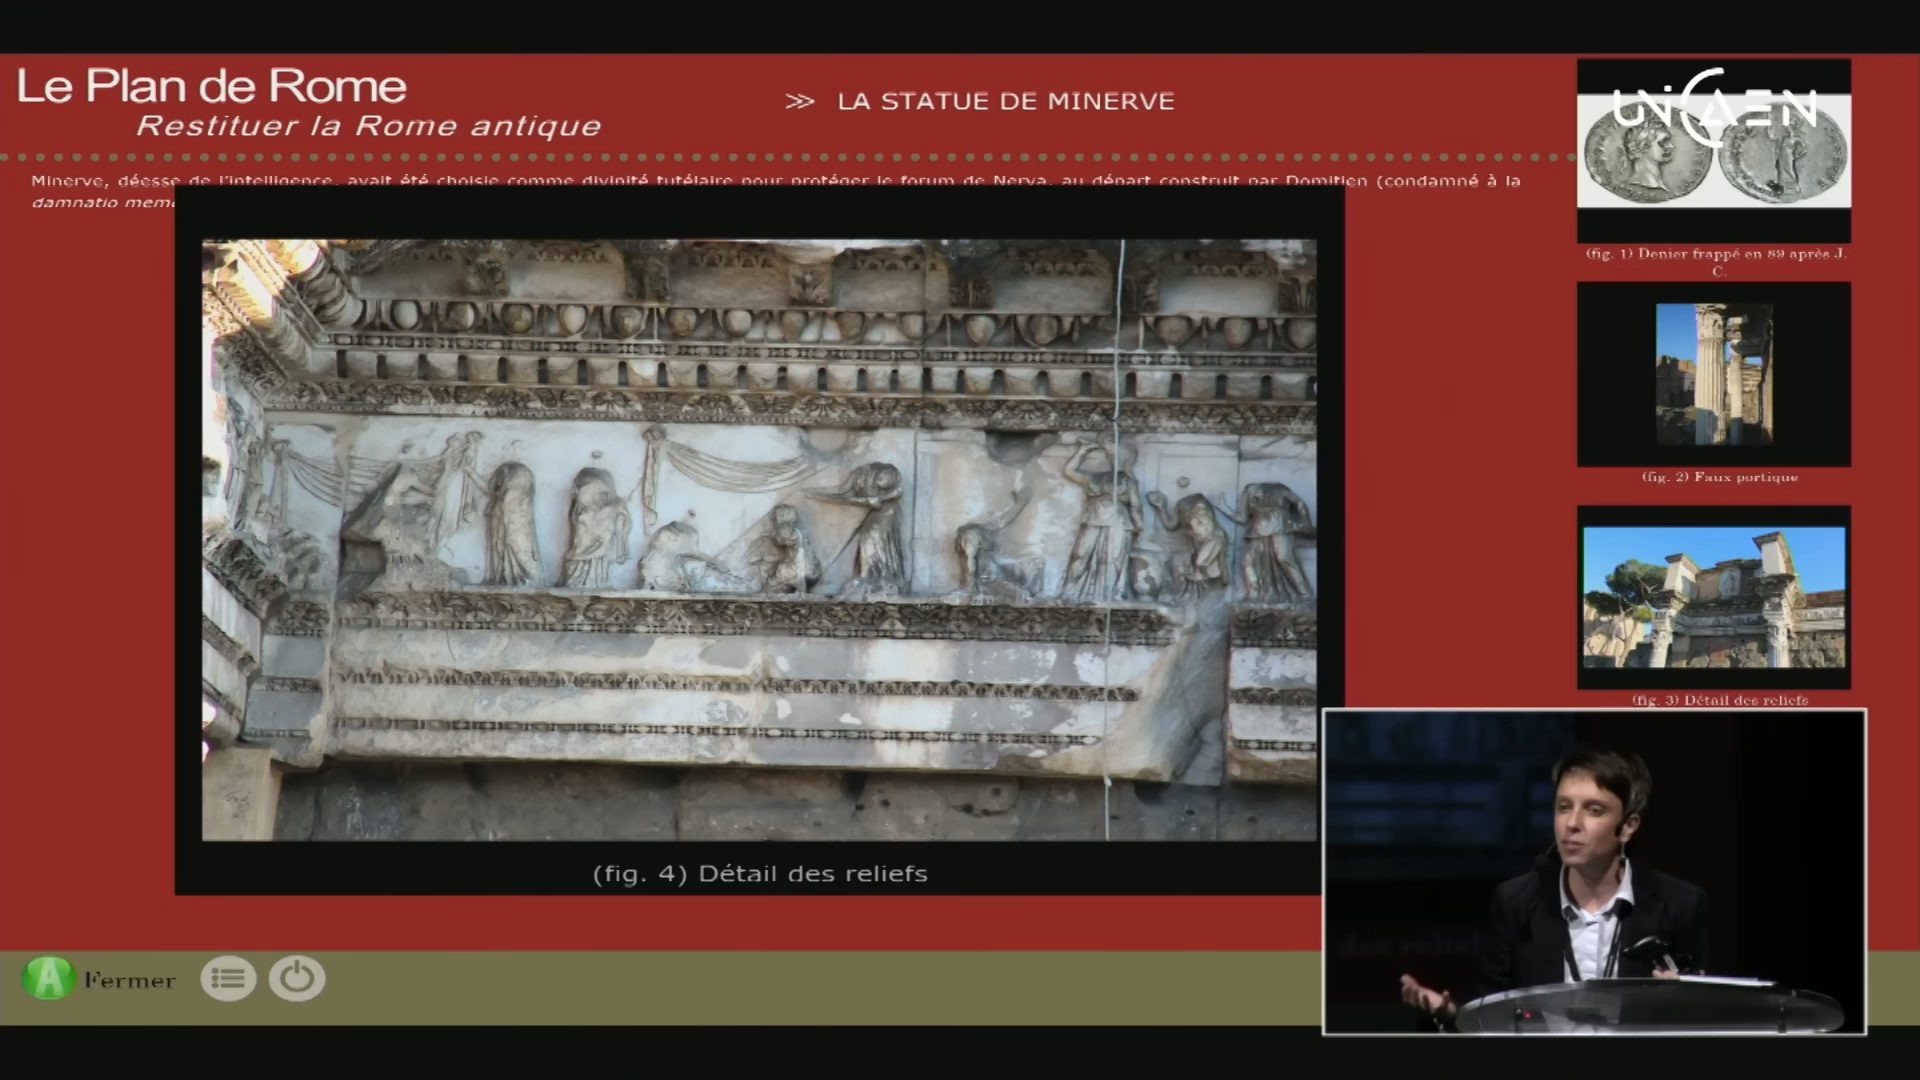 Le Plan de Rome
Restituer la Rome antique
>> LA STATUE DE MINERVE
UNICAEN
Minerve, déesse de l'intelligence, avait été choisie comme divinité tutélaire pour protéger le forum de Nerva, au départ construit par Domitien (condamné à la
damnatio
(fig. 1) Denier frappé en 89 après J.
C.
(fig. 2) Faux portique
(fig. 3) Détail des reliefs
(fig. 4) Détail des reliefs
A Fermer